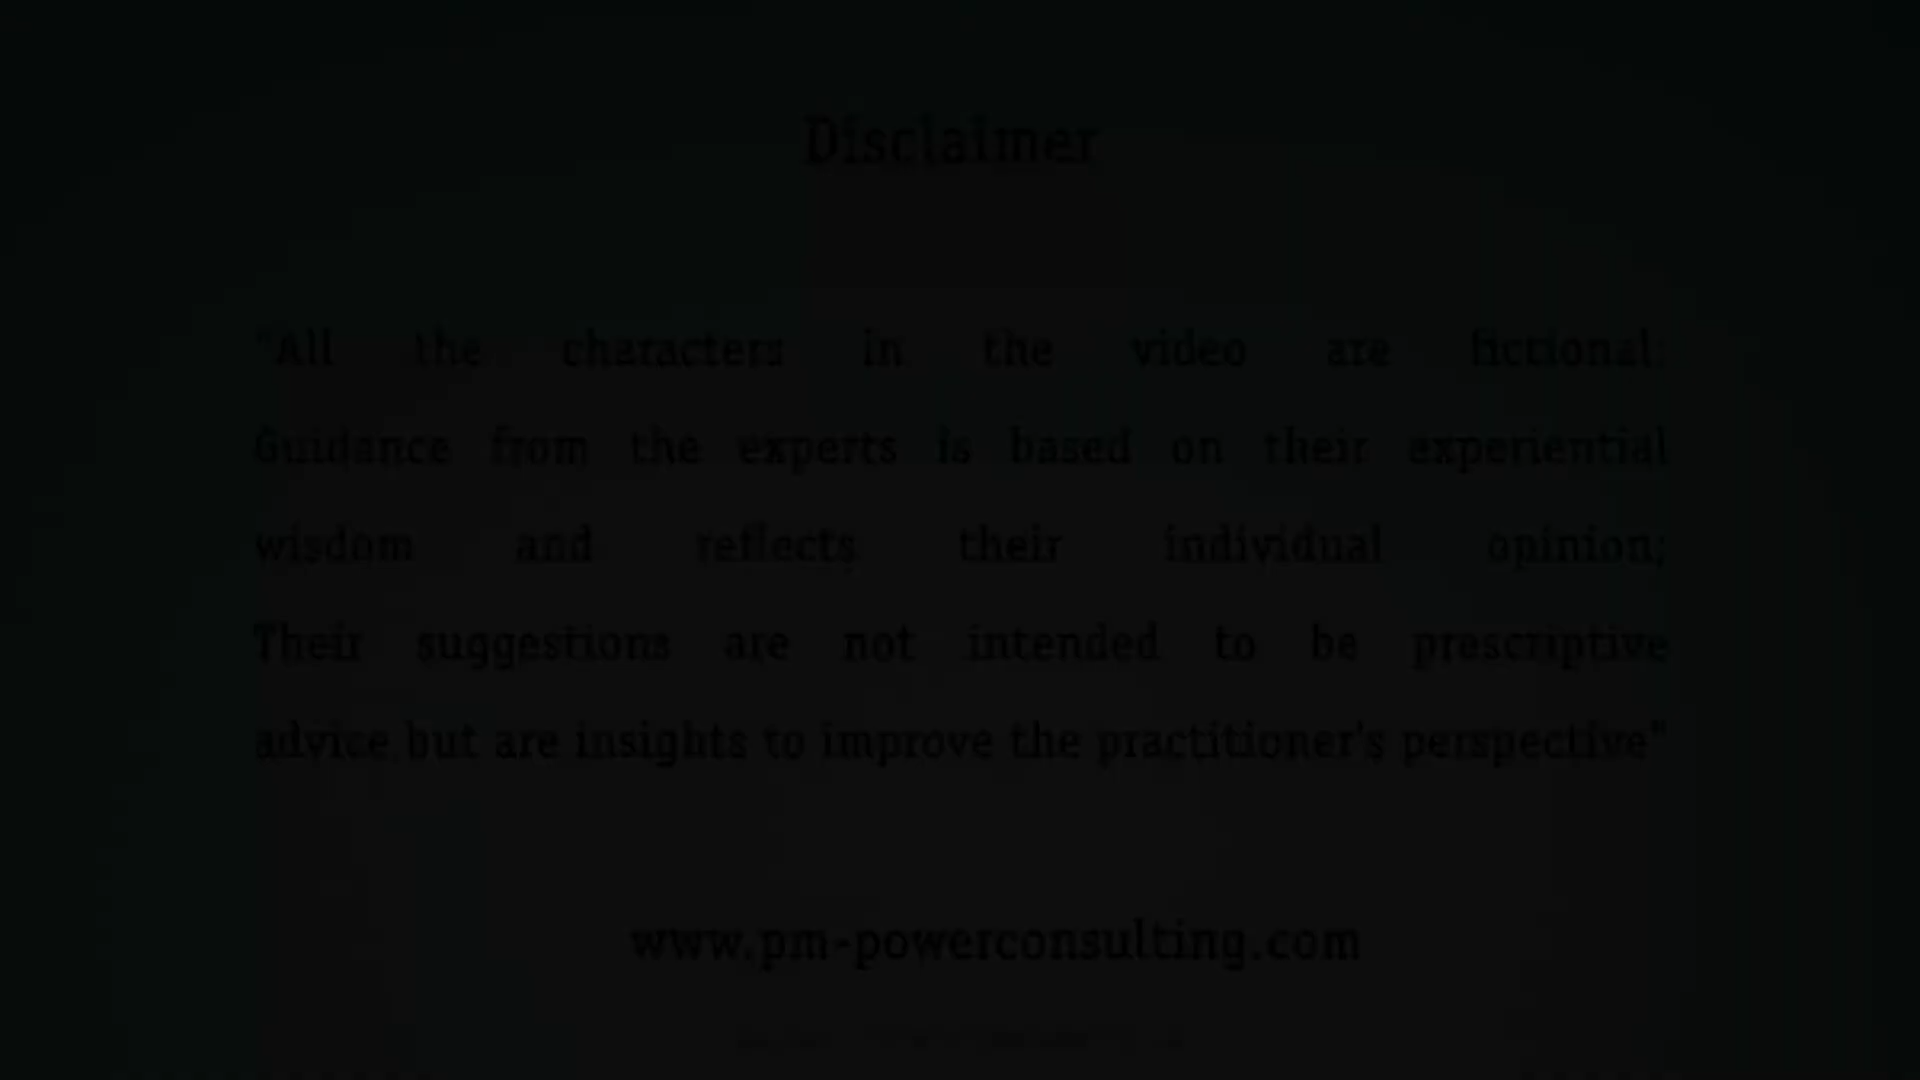 Disclaimer
"All the characters in the video are fictional;
Guidance from the experts is based on their experiential
wisdom and reflects their individual opinion;
Their suggestions are not intended to be prescriptive
advice but are insights to improve the practitioner's perspective"
www.pm-powerconsulting.com